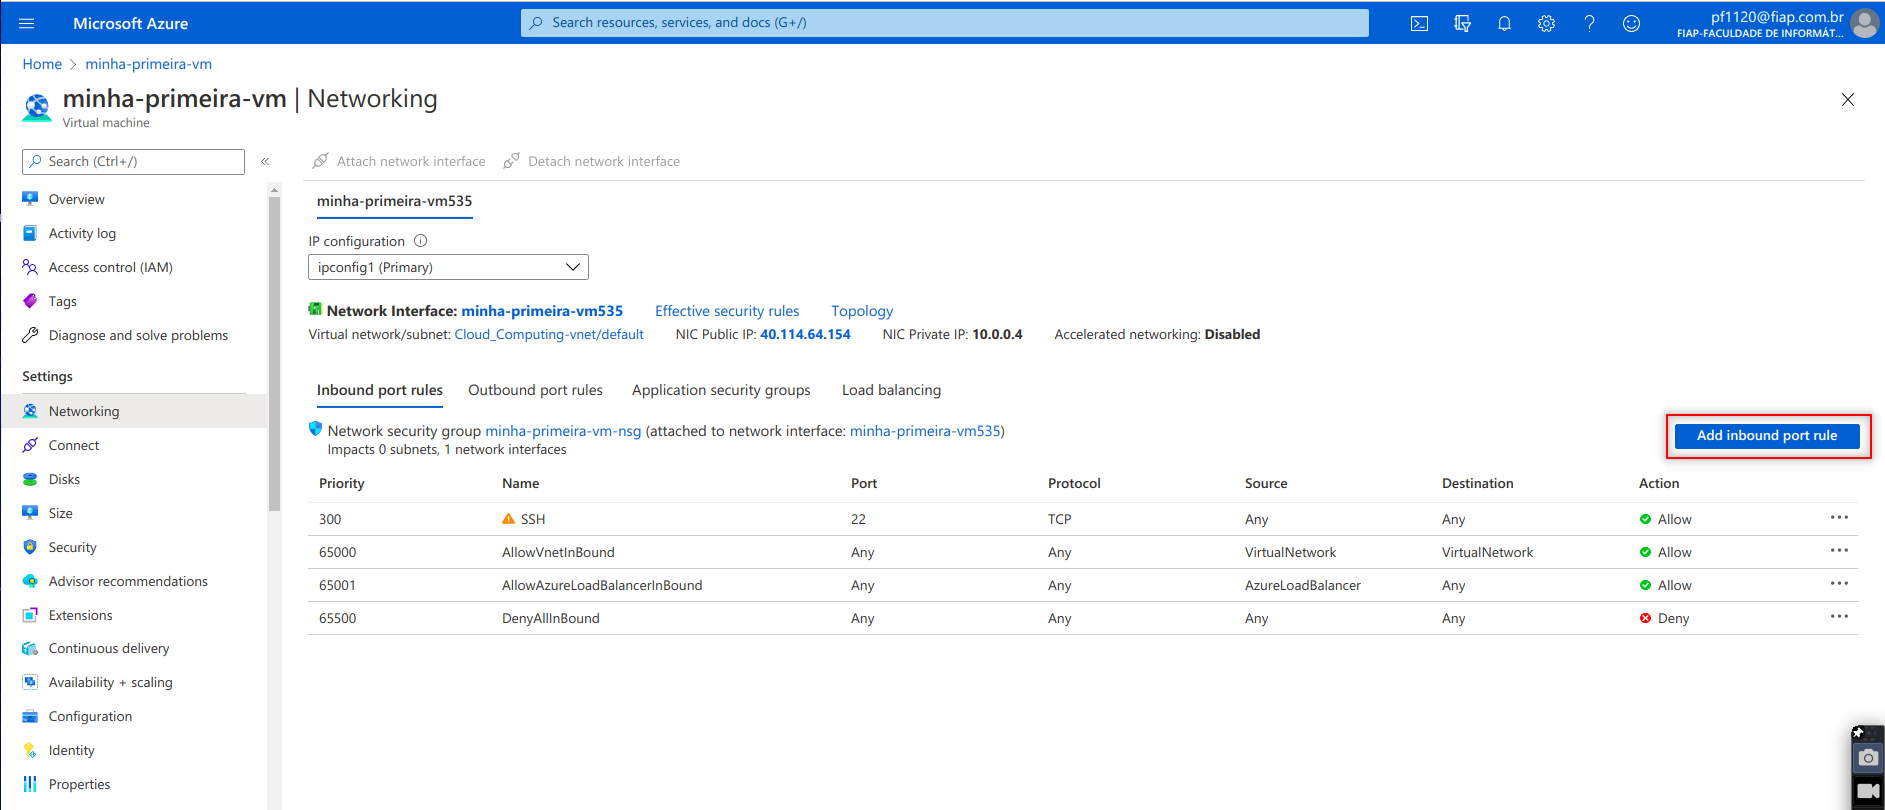 Microsoft Azure
Search resources, services, and docs (G+/)
pf1120@fiap.com.br
FIAP-FACULDADE DE INFORMÁT...
Home > minha-primeira-vm
minha-primeira-vm | Networking
Virtual machine
Search (Ctrl+/)
«
Overview
Activity log
Access control (IAM)
Tags
Diagnose and solve problems
Settings
Networking
Connect
Disks
Size
Security
Advisor recommendations
Extensions
Continuous delivery
Availability + scaling
Configuration
Identity
Properties
Attach network interface Detach network interface
minha-primeira-vm535
IP configuration
ipconfig1 (Primary)
Network Interface: minha-primeira-vm535 Effective security rules Topology
Virtual network/subnet: Cloud_Computing-vnet/default NIC Public IP: 40.114.64.154 NIC Private IP: 10.0.0.4 Accelerated networking: Disabled
Inbound port rules Outbound port rules Application security groups Load balancing
Network security group minha-primeira-vm-nsg (attached to network interface: minha-primeira-vm535)
Impacts 0 subnets, 1 network interfaces
Add inbound port rule
Priority Name Port Protocol Source Destination Action
300 SSH 22 TCP Any Any Allow ...
65000 AllowVnetInBound Any Any VirtualNetwork VirtualNetwork Allow ...
65001 AllowAzureLoadBalancerInBound Any Any AzureLoadBalancer Any Allow ...
65500 DenyAllInBound Any Any Any Any Deny ...